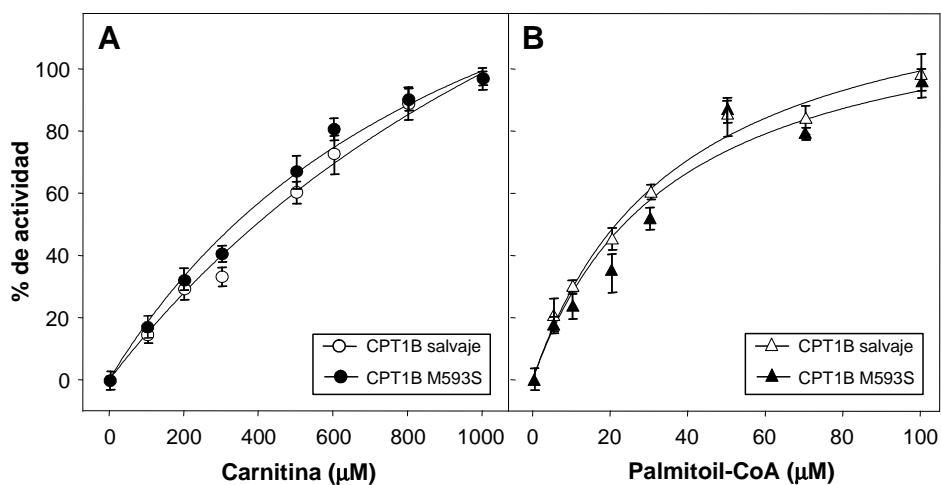 A
B
% de actividad
100
80
60
40
20
0
CPT1B salvaje
CPT1B M593S
CPT1B salvaje
CPT1B M593S
0 200 400 600 800 1000
0 20 40 60 80 100
Carnitina (μM)
Palmitoil-CoA (μM)